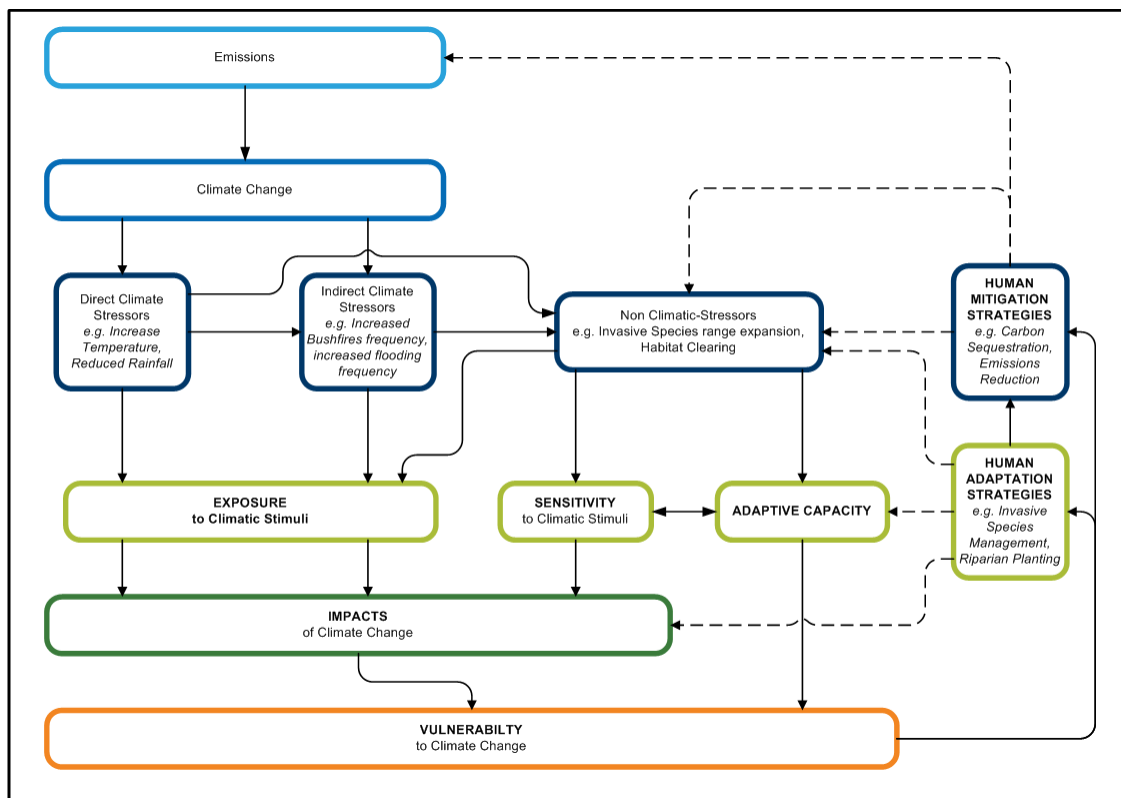 Emissions
Climate Change
Direct Climate
Stressors
e.g. Increase
Temperature,
Reduced Rainfall
Indirect Climate
Stressors
e.g. Increased
Bushfires frequency,
increased flooding
frequency
Non Climatic-Stressors
e.g. Invasive Species range expansion,
Habitat Clearing
HUMAN
MITIGATION
STRATEGIES
e.g. Carbon
Sequestration,
Emissions
Reduction
EXPOSURE
to Climatic Stimuli
SENSITIVITY
to Climatic Stimuli
ADAPTIVE CAPACITY
HUMAN
ADAPTATION
STRATEGIES
e.g. Invasive
Species
Management,
Riparian Planting
IMPACTS
of Climate Change
VULNERABILTY
to Climate Change